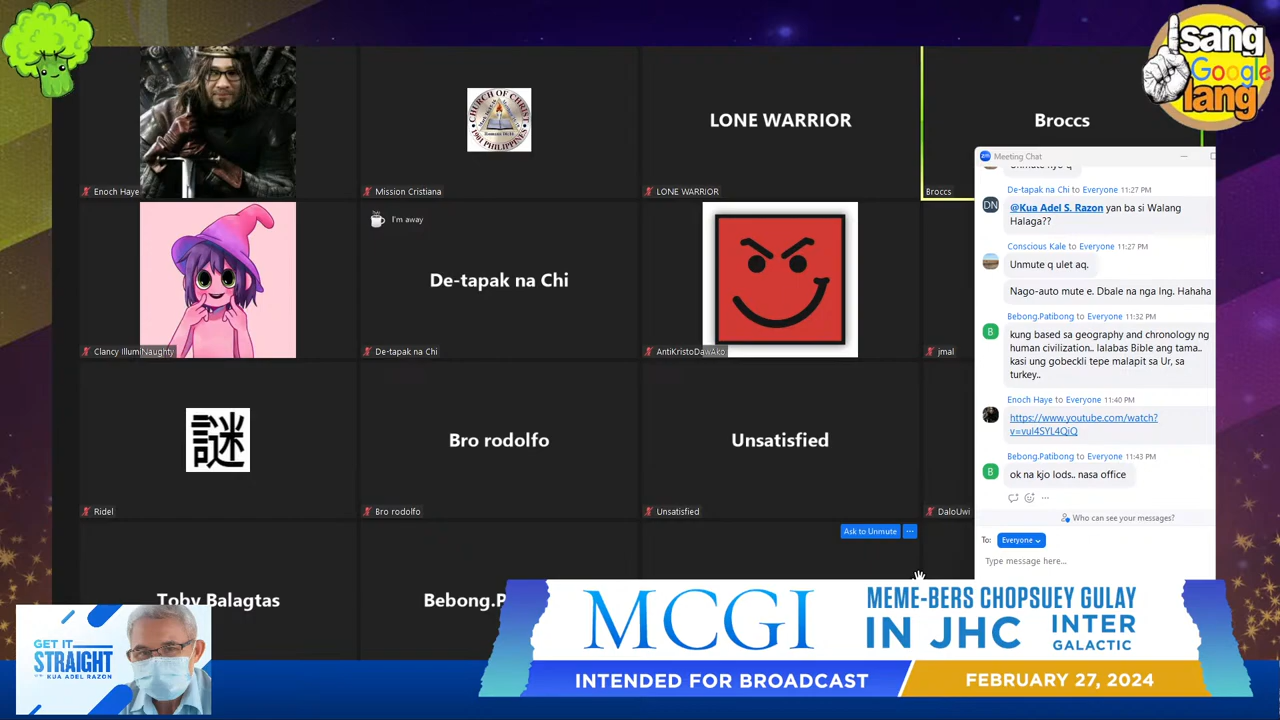 Isang
Google
lang
Enoch Haye
CHURCH OF CHRIST
1901 PHILIPPINES
Mission Cristiana
LONE WARRIOR
LONE WARRIOR
Broccs
Broccs
Clancy IllumiNaughty
I'm away
De-tapak na Chi
De-tapak na Chi
AntiKristoDawAko
jmal
謎
Ridel
Bro rodolfo
Bro rodolfo
Unsatisfied
Unsatisfied
DaloUwi
Ask to Unmute
Toby Balagtas
Bebong.P
Meeting Chat
De-tapak na Chi to Everyone 11:27 PM
DN
@Kua Adel S. Razon yan ba si Walang
Halaga??
Conscious Kale to Everyone 11:27 PM
Unmute q ulet aq.
Nago-auto mute e. Dbale na nga lng. Hahaha
Bebong.Patibong to Everyone 11:32 PM
B
kung based sa geography and chronology ng
human civilization.. lalabas Bible ang tama..
kasi ung gobeckli tepe malapit sa Ur, sa
turkey..
Enoch Haye to Everyone 11:40 PM
https://www.youtube.com/watch?
v=vuI4SYL4QiQ
Bebong.Patibong to Everyone 11:43 PM
B
ok na kjo lods.. nasa office
Who can see your messages?
To: Everyone
Type message here...
GET IT
STRAIGHT
KUA ADEL RAZON
MCGI
MEME-BERS CHOPSUEY GULAY
IN JHC INTER
GALACTIC
INTENDED FOR BROADCAST
FEBRUARY 27, 2024